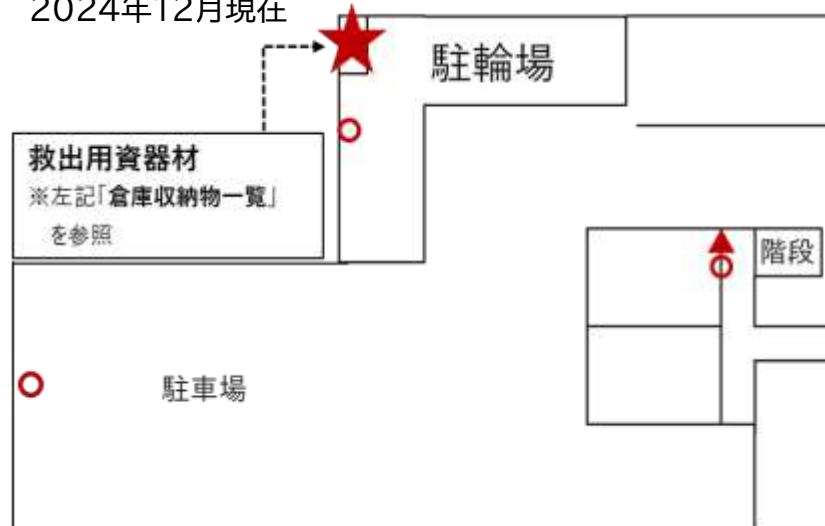 2024年12月現在
駐輪場
救出用資器材
※左記「倉庫収納物一覧」
を参照
階段
駐車場